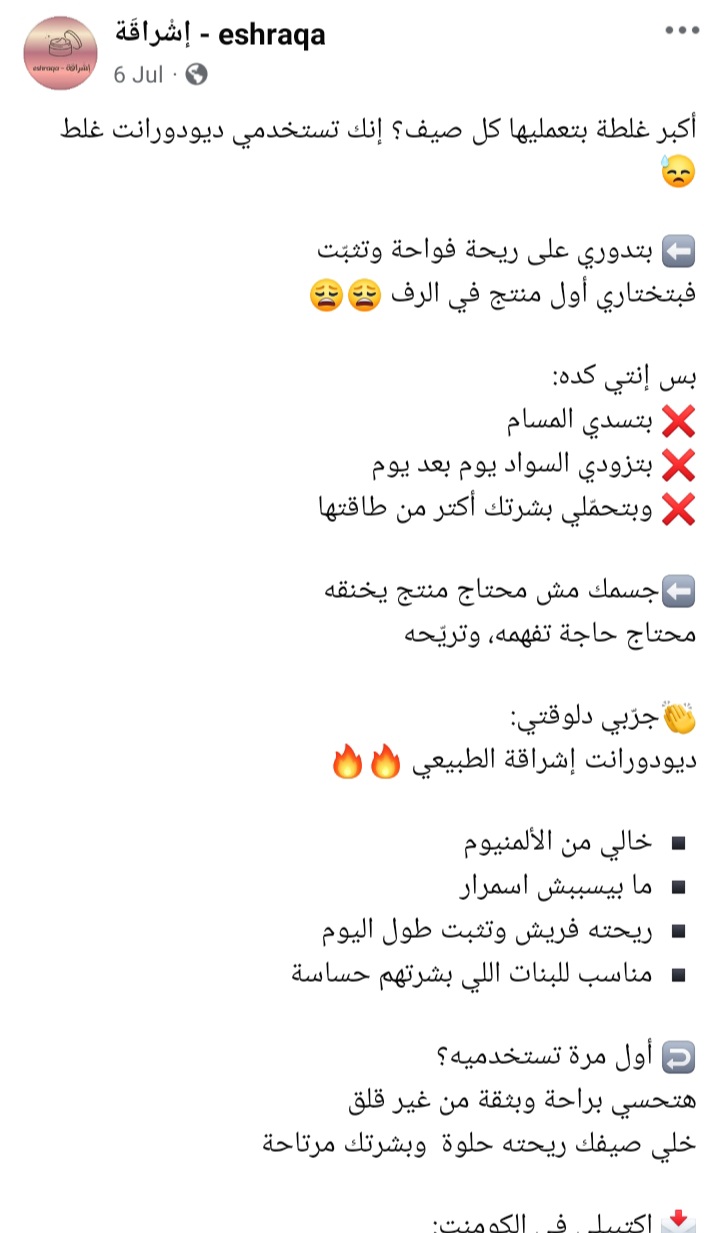 إشْراقَة - eshraqa
6 Jul ·
أكبر غلطة بتعمليها كل صيف؟ إنك تستخدمي ديودورانت غلط
😓
⬅️ بتدوري على ريحة فواحة وتثبّت
فبتختاري أول منتج في الرف 😩😩
بس إنتي كده:
❌ بتسدي المسام
❌ بتزودي السواد يوم بعد يوم
❌ وبتحمّلي بشرتك أكتر من طاقتها
⬅️جسمك مش محتاج منتج يخنقه
محتاج حاجة تفهمه، وتريّحه
👏جرّبي دلوقتي:
ديودورانت إشراقة الطبيعي 🔥🔥
▪️ خالي من الألمنيوم
▪️ ما بيسببش اسمرار
▪️ ريحته فريش وتثبت طول اليوم
▪️ مناسب للبنات اللي بشرتهم حساسة
↩️ أول مرة تستخدميه؟
هتحسي براحة وبثقة من غير قلق
خلي صيفك ريحته حلوة وبشرتك مرتاحة
📩 اكتبيلي في الكومنت: